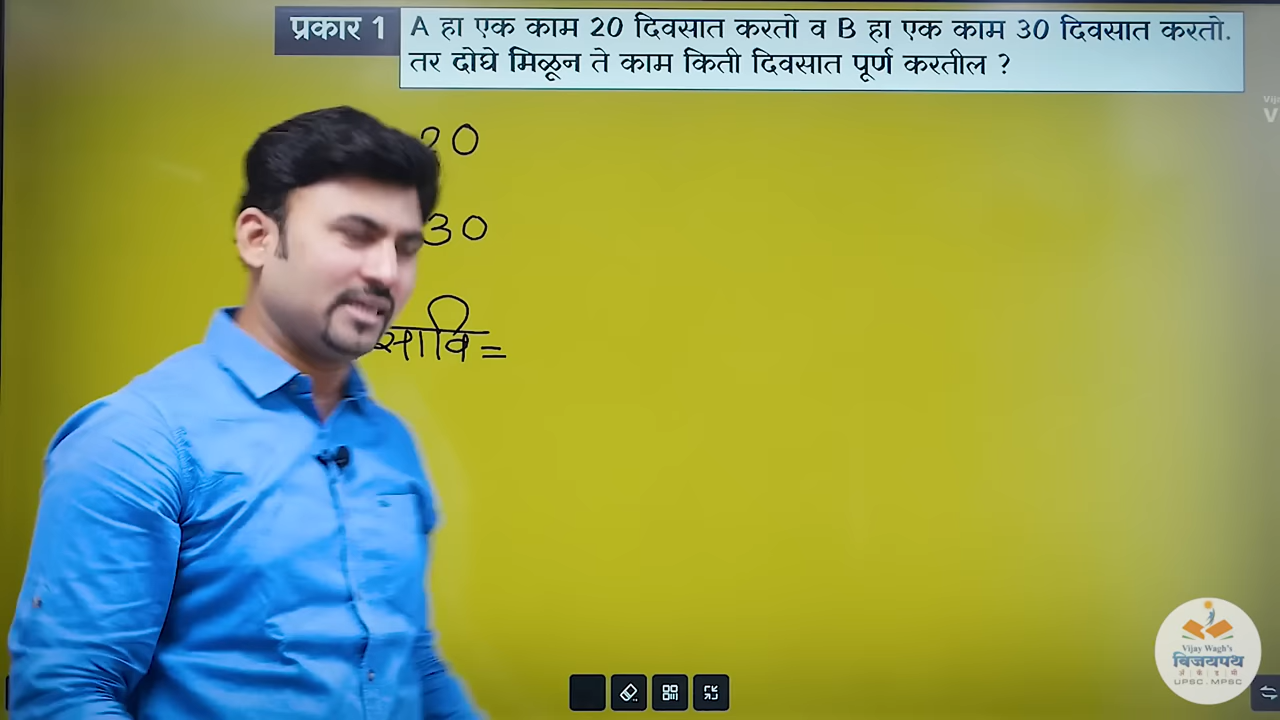 प्रकार 1
A हा एक काम 20 दिवसात करतो व B हा एक काम 30 दिवसात करतो.
तर दोघे मिळून ते काम किती दिवसात पूर्ण करतील ?
20
30
सावि =
Vijay Wagh's
विजयपथ
UPSC . MPSC